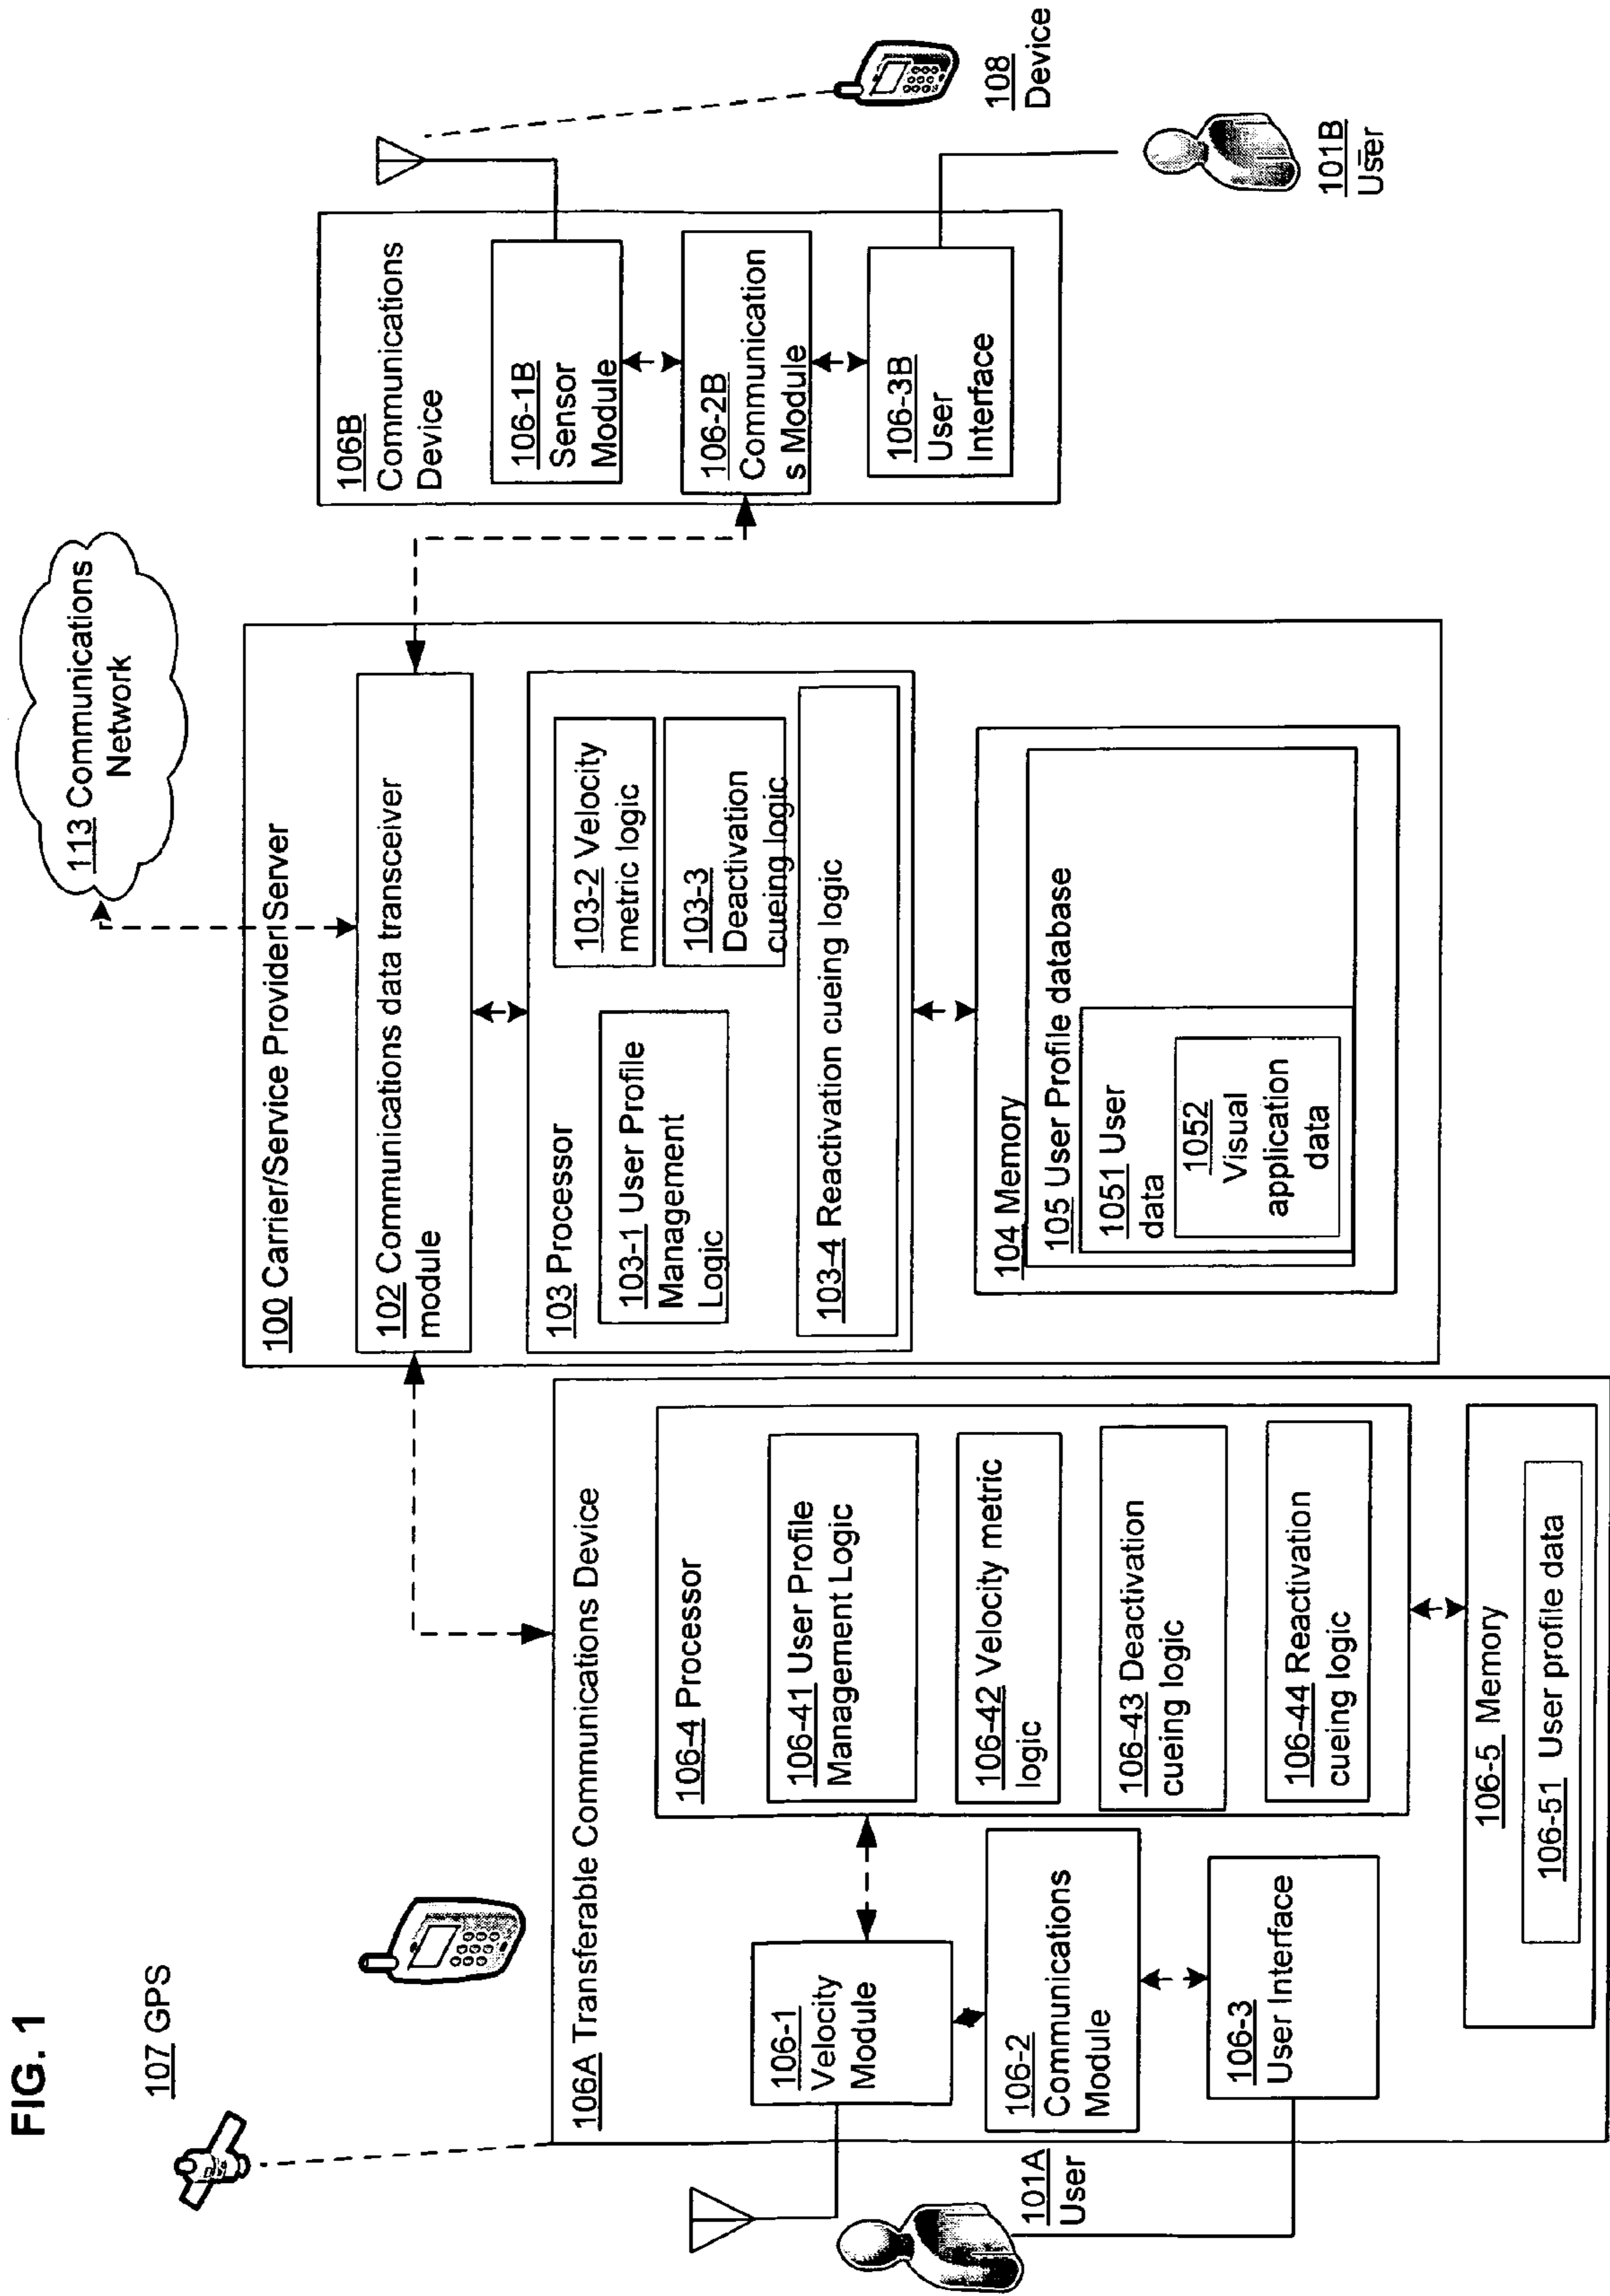 FIG. 1
107 GPS
101A
User
106A Transferable Communications Device
106-1
Velocity
Module
106-2
Communications
Module
106-3
User Interface
106-4 Processor
106-41 User Profile
Management Logic
106-42 Velocity metric
logic
106-43 Deactivation
cueing logic
106-44 Reactivation
cueing logic
106-5 Memory
106-51 User profile data
113 Communications
Network
100 Carrier/Service Provider/Server
102 Communications data transceiver
module
103 Processor
103-1 User Profile
Management
Logic
103-2 Velocity
metric logic
103-3
Deactivation
cueing logic
103-4 Reactivation cueing logic
104 Memory
105 User Profile database
1051 User
data
1052
Visual
application
data
106B
Communications
Device
106-1B
Sensor
Module
106-2B
Communication
s Module
106-3B
User
Interface
108
Device
101B
User